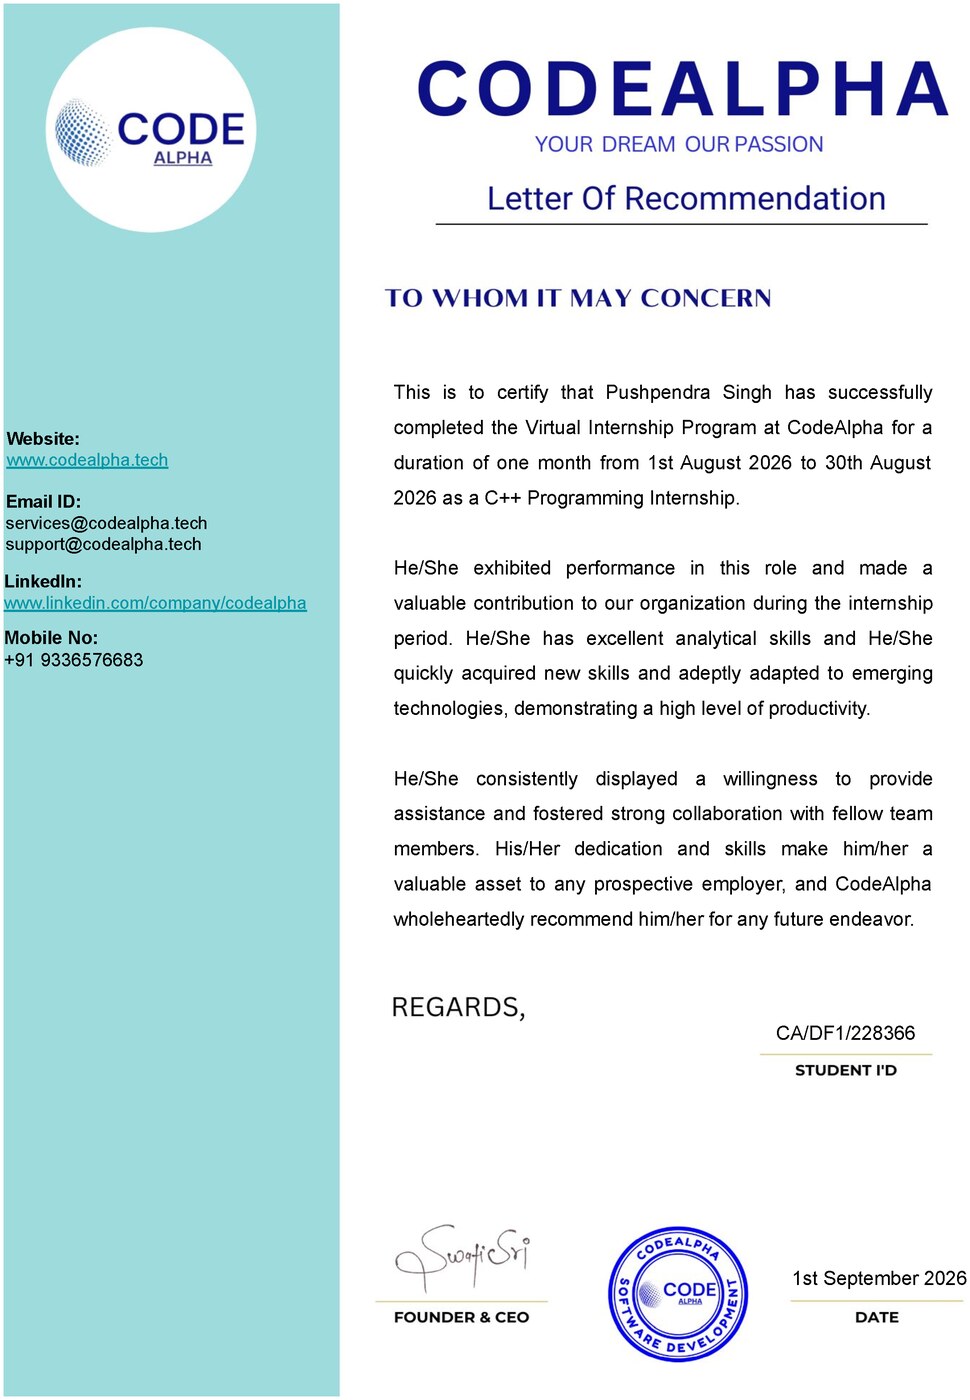 CODE
ALPHA
CODEALPHA
YOUR DREAM OUR PASSION
Letter Of Recommendation
TO WHOM IT MAY CONCERN
Website:
www.codealpha.tech
Email ID:
services@codealpha.tech
support@codealpha.tech
LinkedIn:
www.linkedin.com/company/codealpha
Mobile No:
+91 9336576683
This is to certify that Pushpendra Singh has successfully
completed the Virtual Internship Program at CodeAlpha for a
duration of one month from 1st August 2026 to 30th August
2026 as a C++ Programming Internship.
He/She exhibited performance in this role and made a
valuable contribution to our organization during the internship
period. He/She has excellent analytical skills and He/She
quickly acquired new skills and adeptly adapted to emerging
technologies, demonstrating a high level of productivity.
He/She consistently displayed a willingness to provide
assistance and fostered strong collaboration with fellow team
members. His/Her dedication and skills make him/her a
valuable asset to any prospective employer, and CodeAlpha
wholeheartedly recommend him/her for any future endeavor.
REGARDS,
CA/DF1/228366
STUDENT I'D
SwatiSri
FOUNDER & CEO
CODEALPHA
CODE
ALPHA
SOFTWARE DEVELOPMENT
1st September 2026
DATE